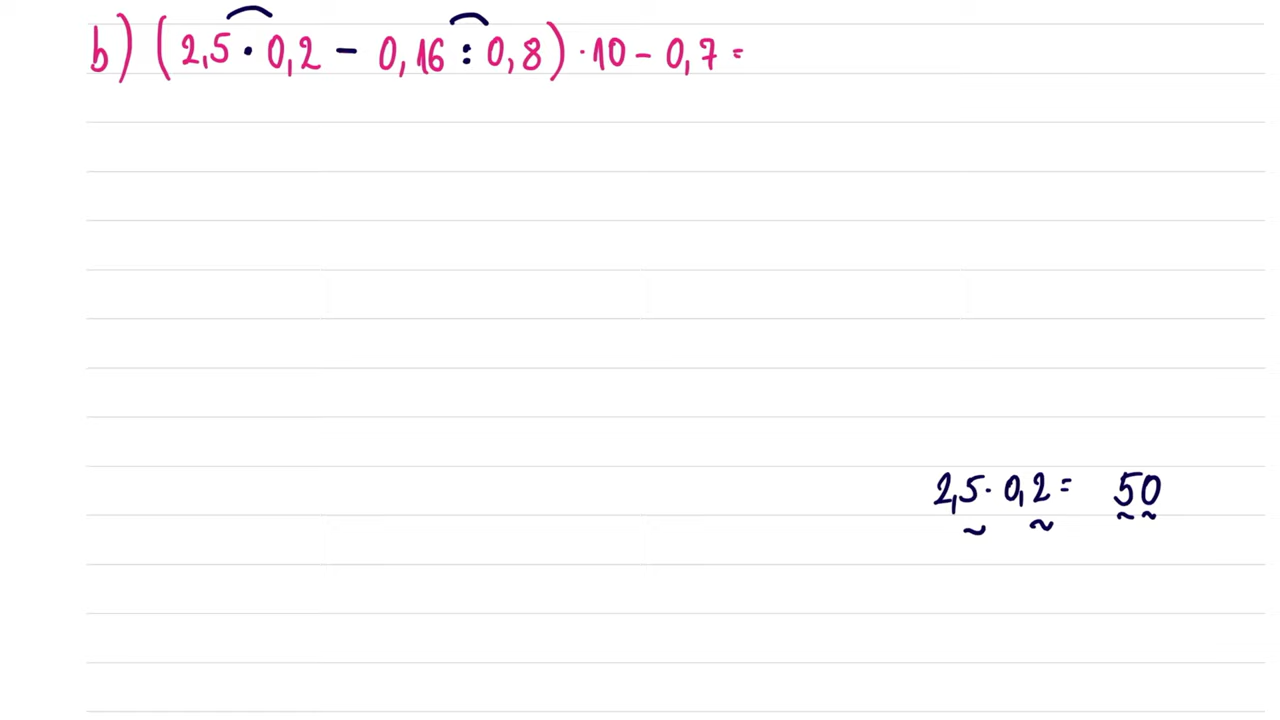 b) (2,5 · 0,2 - 0,16 : 0,8) · 10 - 0,7 =
2,5 · 0,2 = 50